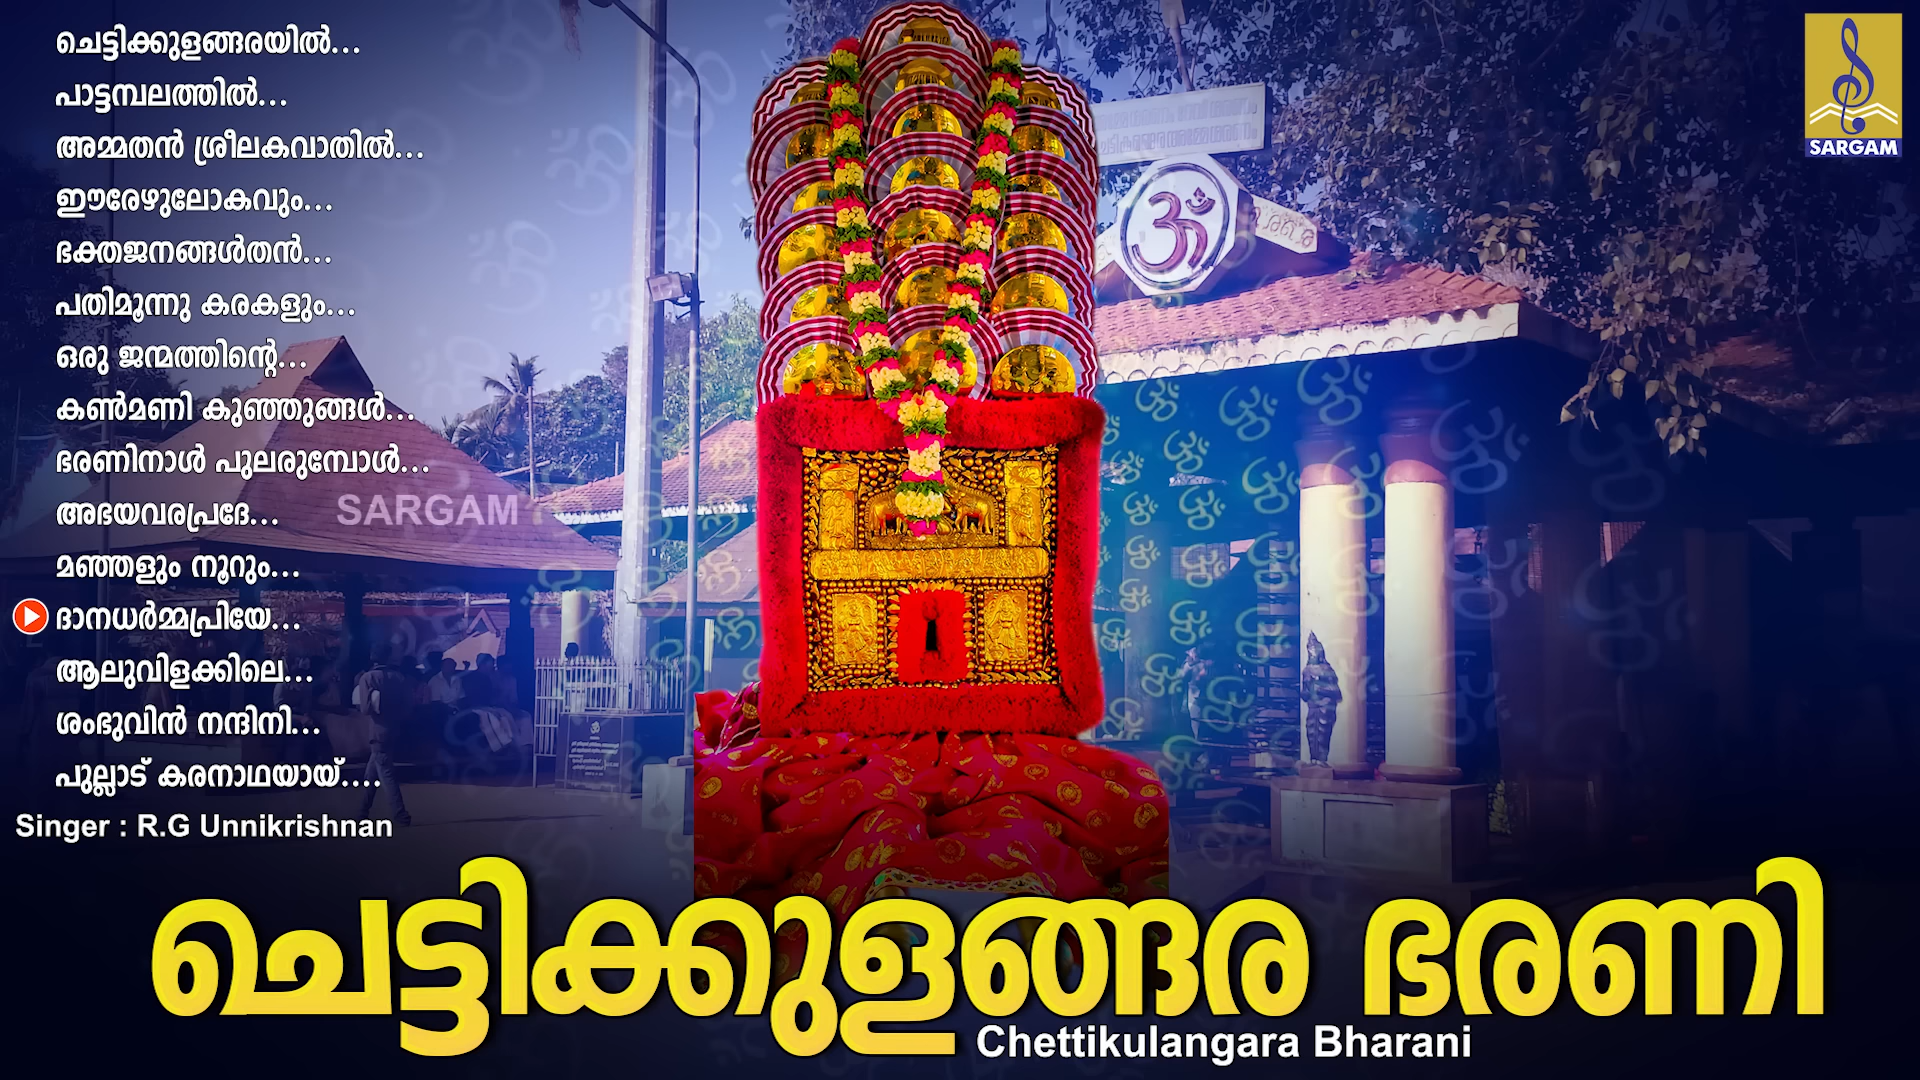 ചെട്ടിക്കുളങ്ങരയിൽ...
പാട്ടമ്പലത്തിൽ...
അമ്മതൻ ശ്രീലകവാതിൽ...
ഈരേഴുലോകവും...
ഭക്തജനങ്ങൾതൻ...
പതിമൂന്നു കരകളും...
ഒരു ജന്മത്തിന്റെ...
കൺമണി കുഞ്ഞുങ്ങൾ...
ഭരണിനാൾ പുലരുമ്പോൾ...
അഭയവരപ്രദേ...
മഞ്ഞളും നൂറും...
ദാനധർമ്മപ്രിയേ...
ആലുവിളക്കിലെ...
ശംഭുവിൻ നന്ദിനി...
പുല്ലാട് കരനാഥയായ്....
Singer : R.G Unnikrishnan
SARGAM
SARGAM
ॐ
ചെട്ടിക്കുളങ്ങര ഭരണി
Chettikulangara Bharani